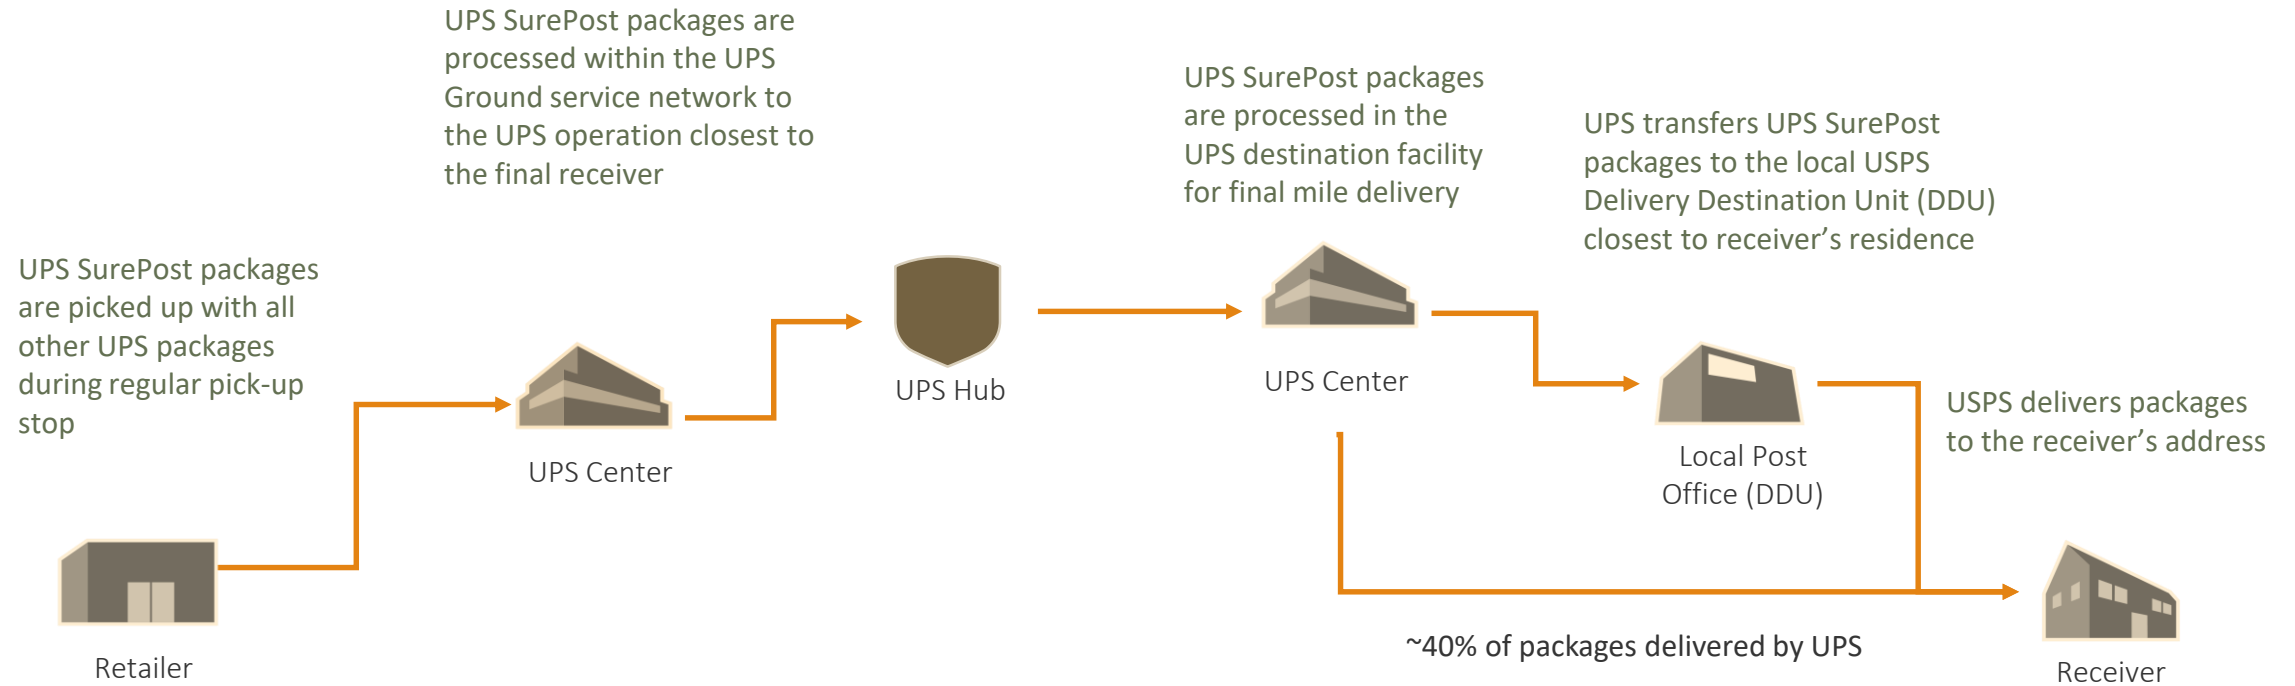 UPS SurePost packages are
processed within the UPS
Ground service network to
the UPS operation closest to
the final receiver
UPS SurePost packages
are processed in the
UPS destination facility
for final mile delivery
UPS transfers UPS SurePost
packages to the local USPS
Delivery Destination Unit (DDU)
closest to receiver’s residence
UPS SurePost packages
are picked up with all
other UPS packages
during regular pick-up
stop
UPS Hub
UPS Center
USPS delivers packages
to the receiver’s address
UPS Center
Local Post
Office (DDU)
~40% of packages delivered by UPS
Retailer
Receiver